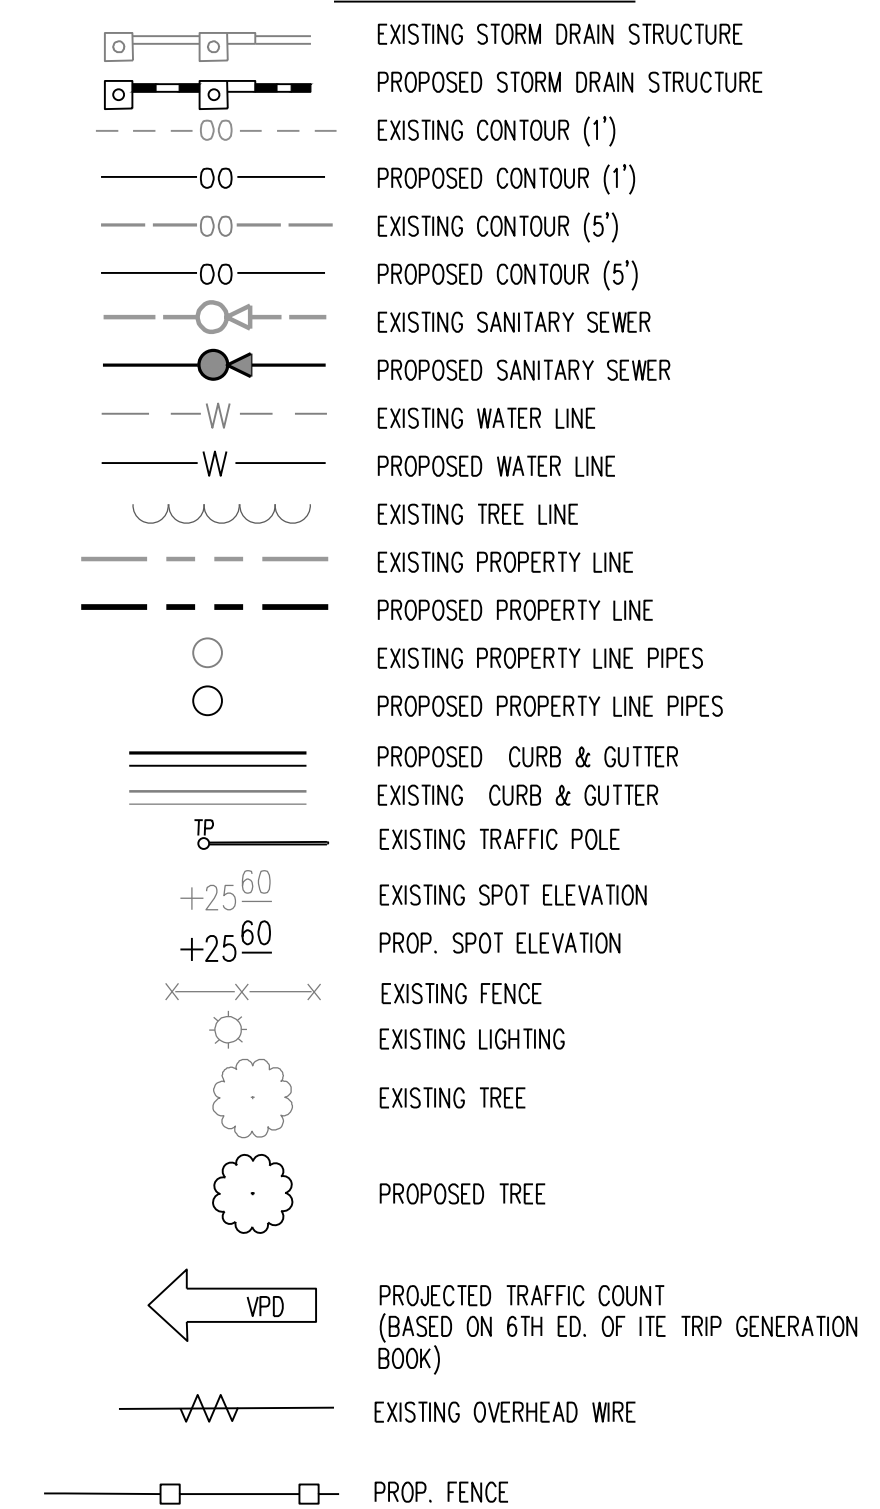 EXISTING STORM DRAIN STRUCTURE
PROPOSED STORM DRAIN STRUCTURE
00 EXISTING CONTOUR (1')
00 PROPOSED CONTOUR (1')
00 EXISTING CONTOUR (5')
00 PROPOSED CONTOUR (5')
EXISTING SANITARY SEWER
PROPOSED SANITARY SEWER
W EXISTING WATER LINE
W PROPOSED WATER LINE
EXISTING TREE LINE
EXISTING PROPERTY LINE
PROPOSED PROPERTY LINE
EXISTING PROPERTY LINE PIPES
PROPOSED PROPERTY LINE PIPES
PROPOSED CURB & GUTTER
EXISTING CURB & GUTTER
TP EXISTING TRAFFIC POLE
+25 60 EXISTING SPOT ELEVATION
+25 60 PROP. SPOT ELEVATION
EXISTING FENCE
EXISTING LIGHTING
EXISTING TREE
PROPOSED TREE
VPD PROJECTED TRAFFIC COUNT
(BASED ON 6TH ED. OF ITE TRIP GENERATION
BOOK)
EXISTING OVERHEAD WIRE
PROP. FENCE